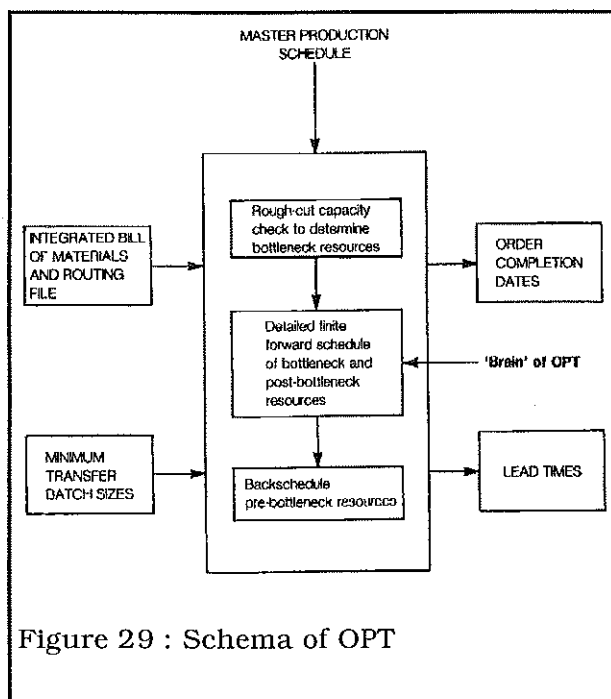 MASTER PRODUCTION
SCHEDULE
Rough-cut capacity
check to determine
bottleneck resources
INTEGRATED BILL
OF MATERIALS
AND ROUTING
FILE
ORDER
COMPLETION
DATES
Detailed finite
forward schedule
of bottleneck and
post-bottleneck
resources
'Brain' of OPT
MINIMUM
TRANSFER
BATCH SIZES
Backschedule
pre-bottleneck resources
LEAD TIMES
Figure 29 : Schema of OPT